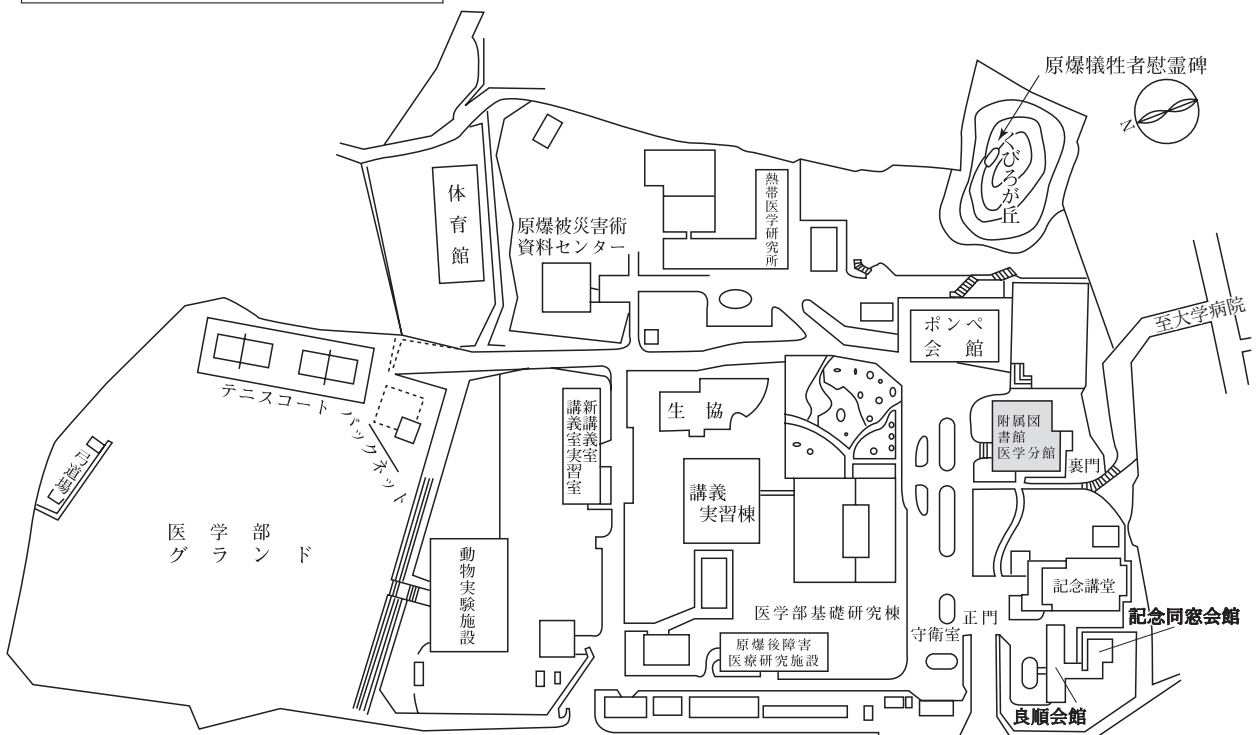 原爆犠牲者慰霊碑
N
ぐびろが丘
体育館
原爆被災害術
資料センター
熱帯医学研究所
至大学病院
ポンペ
会館
テニスコート
バックネット
新講義室
講義室実習室
生協
附属図
書館
医学分館
裏門
弓道場
講義
実習棟
医学部
グランド
動物実験施設
記念講堂
医学部基礎研究棟
正門
守衛室
記念同窓会館
原爆後障害
医療研究施設
良順会館